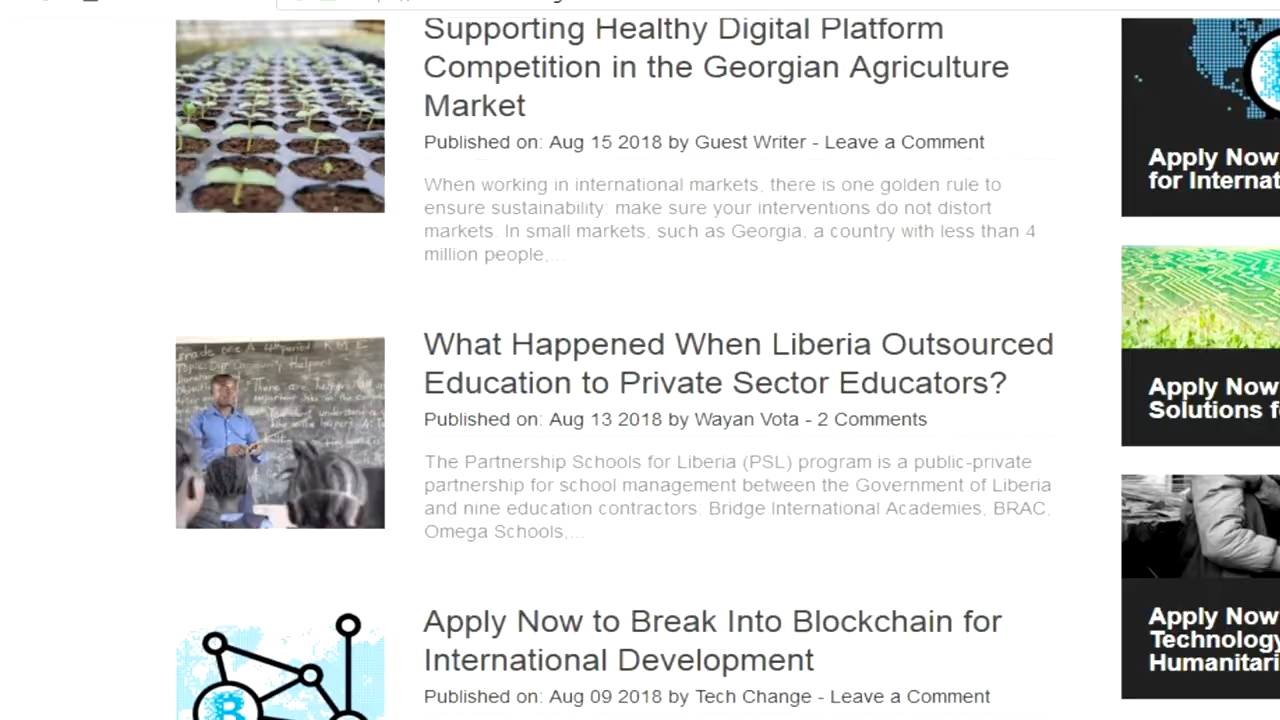 Supporting Healthy Digital Platform
Competition in the Georgian Agriculture
Market
Published on: Aug 15 2018 by Guest Writer - Leave a Comment
When working in international markets, there is one golden rule to
ensure sustainability: make sure your interventions do not distort
markets. In small markets, such as Georgia, a country with less than 4
million people,...
What Happened When Liberia Outsourced
Education to Private Sector Educators?
Published on: Aug 13 2018 by Wayan Vota - 2 Comments
The Partnership Schools for Liberia (PSL) program is a public-private
partnership for school management between the Government of Liberia
and nine education contractors. Bridge International Academies, BRAC,
Omega Schools,...
Apply Now to Break Into Blockchain for
International Development
Published on: Aug 09 2018 by Tech Change - Leave a Comment
Apply Now
for Internat
Apply Now
Solutions f
Apply Now
Technology
Humanitari